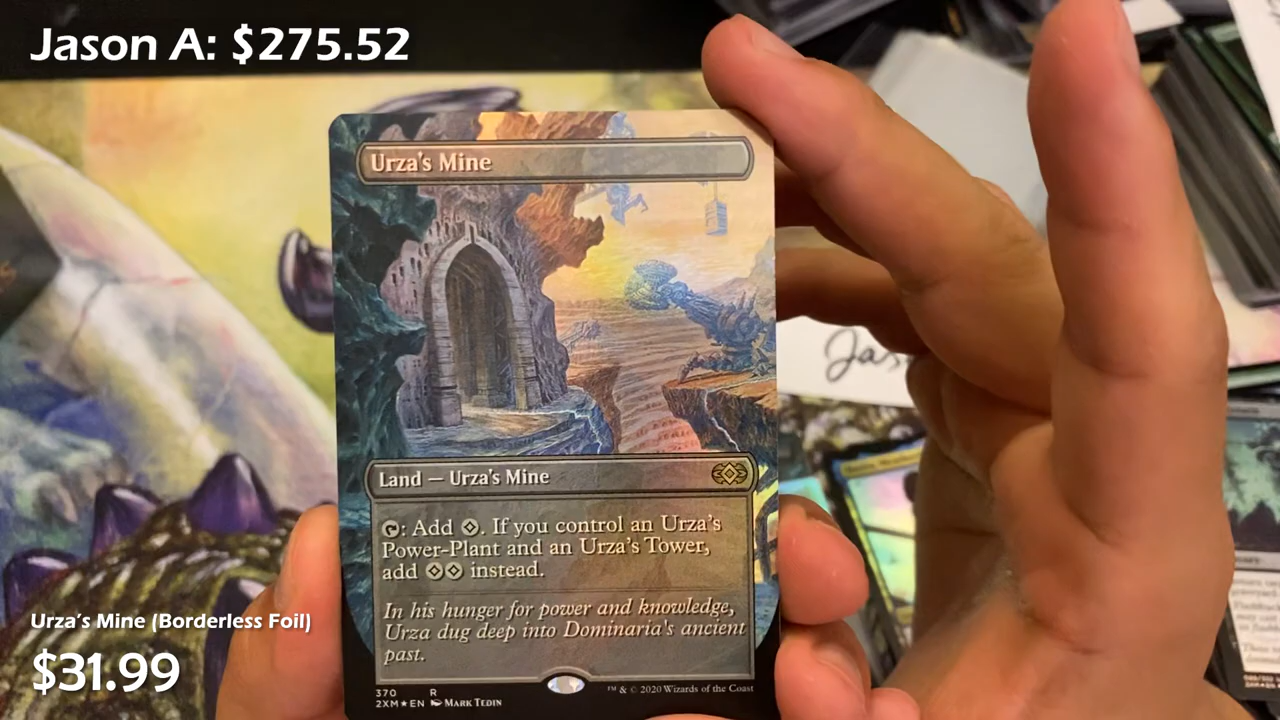 Jason A: $275.52
Urza's Mine
Jas
Land — Urza's Mine
: Add . If you control an Urza's
Power-Plant and an Urza's Tower,
add instead.
In his hunger for power and knowledge,
Urza dug deep into Dominaria's ancient
past.
370 R
2XM★EN Mark Tedin
™ & © 2020 Wizards of the Coast
Urza's Mine (Borderless Foil)
$31.99